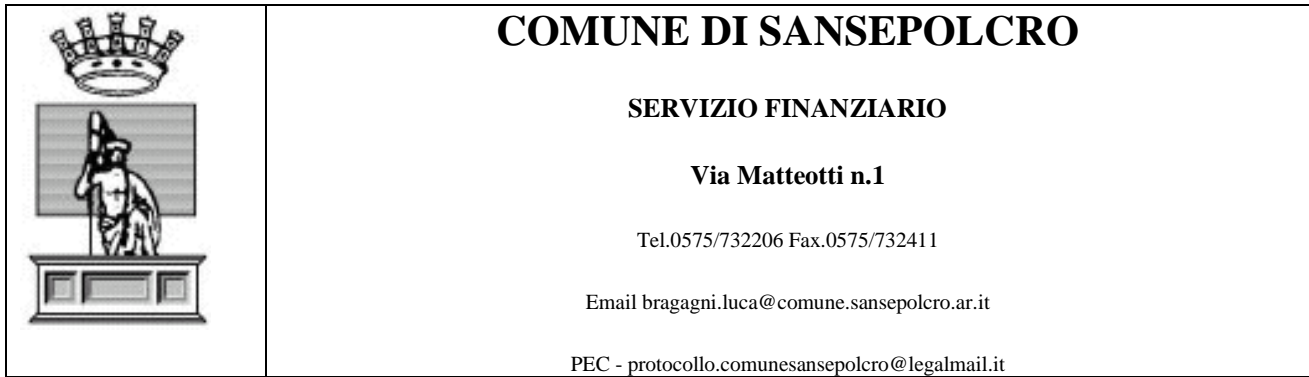 COMUNE DI SANSEPOLCRO
SERVIZIO FINANZIARIO
Via Matteotti n.1
Tel.0575/732206 Fax.0575/732411
Email bragagni.luca@comune.sansepolcro.ar.it
PEC - protocollo.comunesansepolcro@legalmail.it